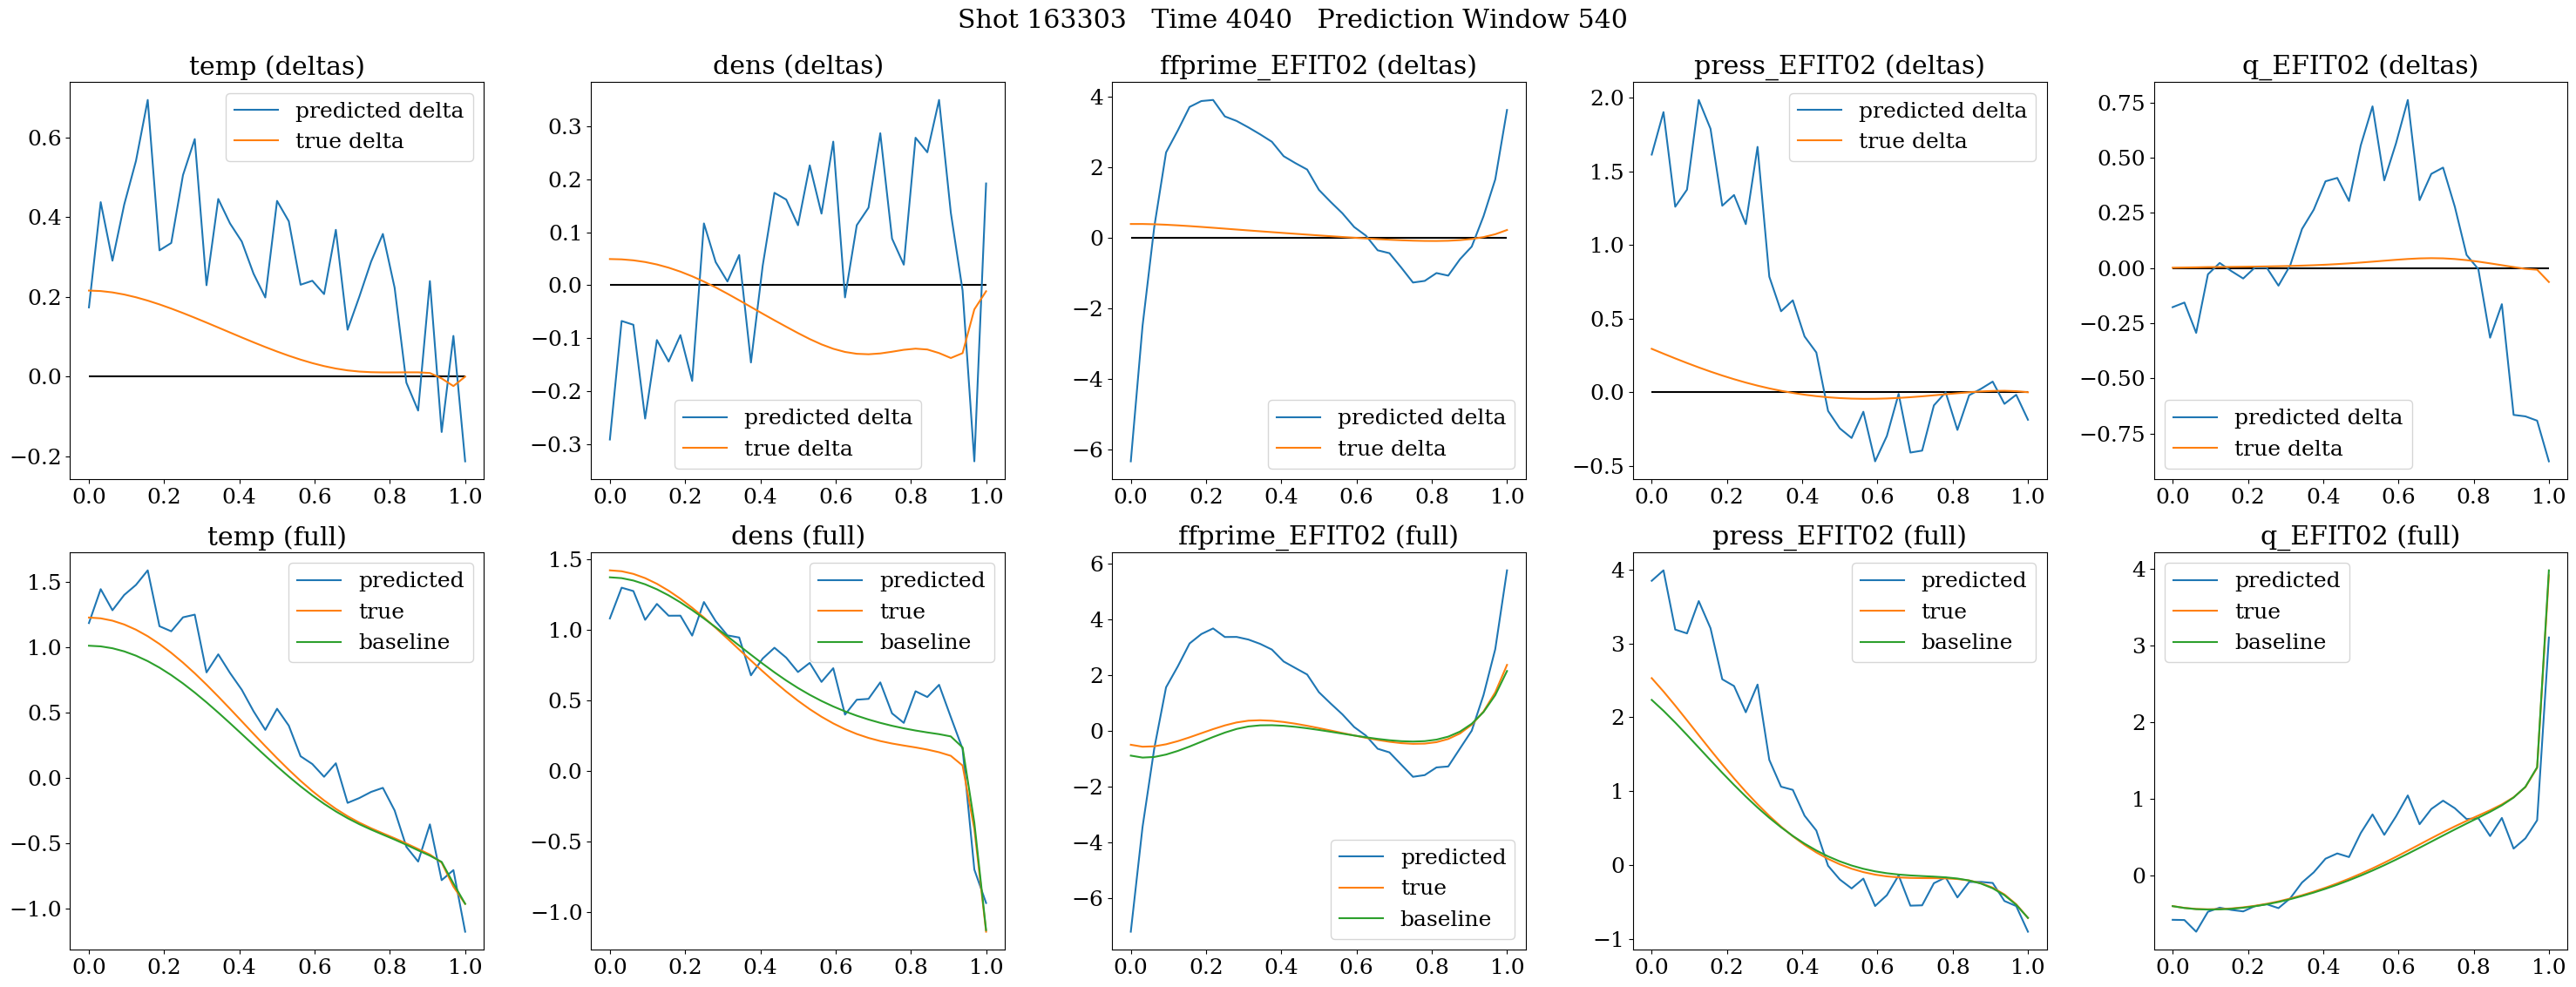 Shot 163303   Time 4040   Prediction Window 540
temp (deltas)
predicted delta
true delta
0.6
0.4
0.2
0.0
−0.2
0.0 0.2 0.4 0.6 0.8 1.0
dens (deltas)
0.3
0.2
0.1
0.0
−0.1
−0.2
−0.3
predicted delta
true delta
0.0 0.2 0.4 0.6 0.8 1.0
ffprime_EFIT02 (deltas)
4
2
0
−2
−4
−6
predicted delta
true delta
0.0 0.2 0.4 0.6 0.8 1.0
press_EFIT02 (deltas)
predicted delta
true delta
2.0
1.5
1.0
0.5
0.0
−0.5
0.0 0.2 0.4 0.6 0.8 1.0
q_EFIT02 (deltas)
0.75
0.50
0.25
0.00
−0.25
−0.50
−0.75
predicted delta
true delta
0.0 0.2 0.4 0.6 0.8 1.0
temp (full)
predicted
true
baseline
1.5
1.0
0.5
0.0
−0.5
−1.0
0.0 0.2 0.4 0.6 0.8 1.0
dens (full)
predicted
true
baseline
1.5
1.0
0.5
0.0
−0.5
−1.0
0.0 0.2 0.4 0.6 0.8 1.0
ffprime_EFIT02 (full)
6
4
2
0
−2
−4
−6
predicted
true
baseline
0.0 0.2 0.4 0.6 0.8 1.0
press_EFIT02 (full)
predicted
true
baseline
4
3
2
1
0
−1
0.0 0.2 0.4 0.6 0.8 1.0
q_EFIT02 (full)
predicted
true
baseline
4
3
2
1
0
0.0 0.2 0.4 0.6 0.8 1.0